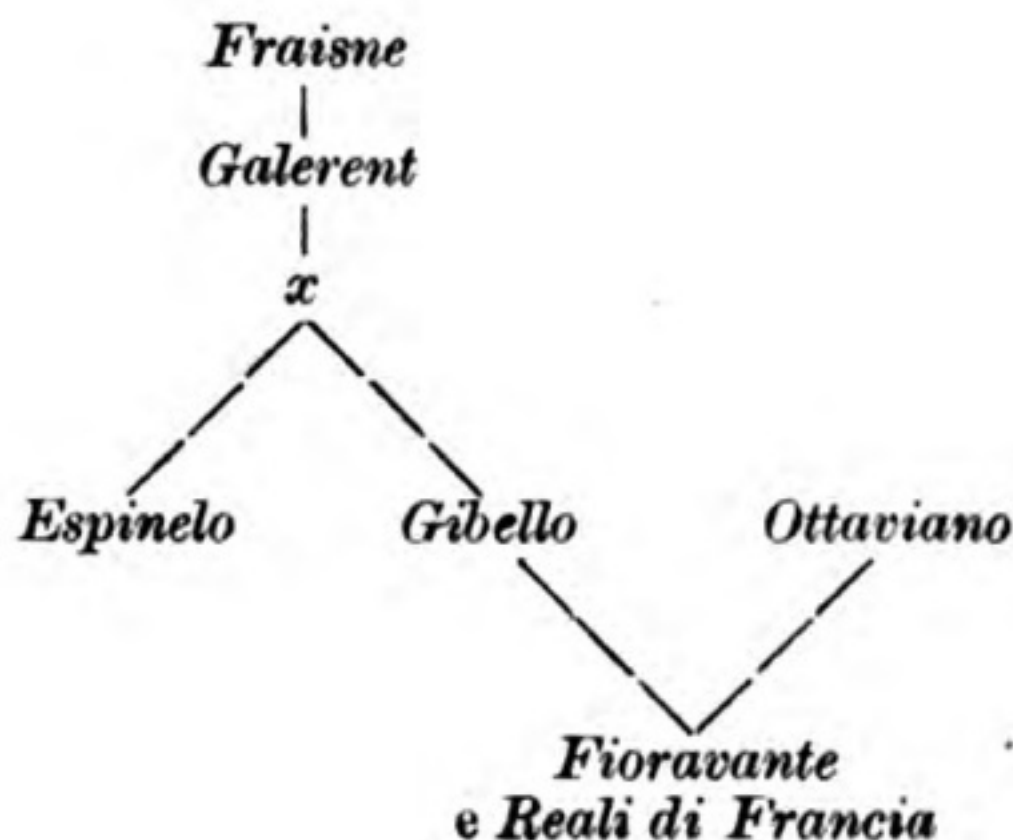 Fraisne
Galerent
x
Espinelo Gibello Ottaviano
Fioravante
e Reali di Francia